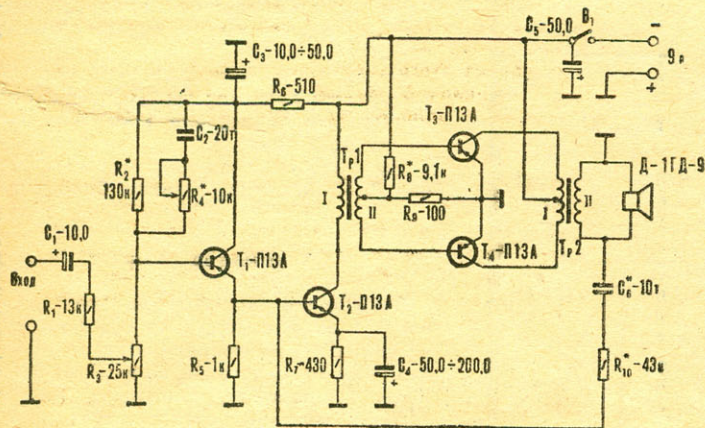 C₅-50,0
B₁
−
C₃-10,0÷50,0
+
9 в
+
+
R₆-510
T₃-П13А
C₂-20т
Тр1
R₂*
130к
R₈*-9,1к
Д-1ГД-9
R₄*-10к
I
II
I
II
R₉-100
C₁-10,0
T₄-П13А
Тр2
+
T₁-П13А
C₆*-10т
Вход
T₂-П13А
R₁-13к
R₅-1к
R₇-430
C₄-50,0÷200,0
R₁₀*-43к
R₃-25к
+